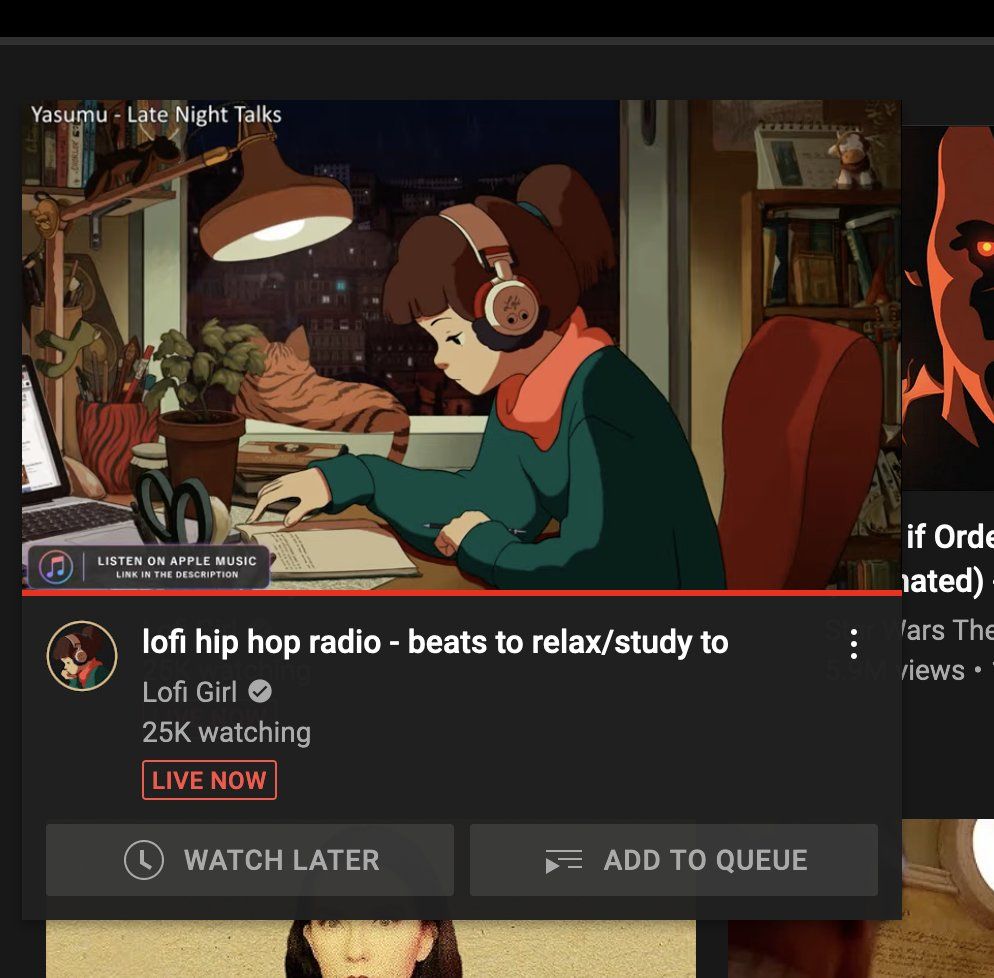 Yasumu - Late Night Talks
LISTEN ON APPLE MUSIC
LINK IN THE DESCRIPTION
lofi hip hop radio - beats to relax/study to
Lofi Girl
25K watching
LIVE NOW
WATCH LATER
ADD TO QUEUE
if Orde
nated)
Star Wars The
5.9M views •